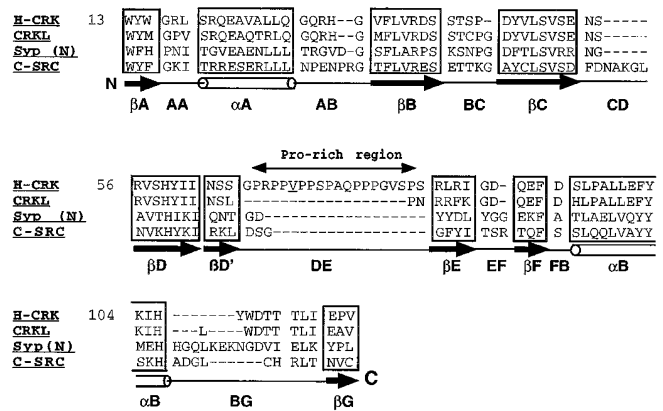 H-CRK 13 WYW GRL SRQEAVALLQ GQRH--G VFLVRDS STSP- DYVLSVSE NS-----
CRKL WYM GPV SRQEAQTRLQ GQRH--G MFLVRDS STCPG DYVLSVSE NS-----
Syp (N) WFH PNI TGVEAENLLL TRGVD-G SFLARPS KSNPG DFTLSVRR NG-----
C-SRC WYF GKI TRRESERLLL NPENPRG TFLVRES ETTKG AYCLSVSD FDNAKGL
N βA AA αA AB βB BC βC CD
Pro-rich region
H-CRK 56 RVSHYII NSS GPRPPVPPSPAQPPPGVSPS RLRI GD- QEF D SLPALLEFY
CRKL RVSHYII NSL ------------------PN RRFK GD- QEF D HLPALLEFY
Syp (N) AVTHIKI QNT GD------------------ YYDL YGG EKF A TLAELVQYY
C-SRC NVKHYKI RKL DSG----------------- GFYI TSR TQF S SLQQLVAYY
βD βD' DE βE EF βF FB αB
H-CRK 104 KIH -------YWDTT TLI EPV
CRKL KIH ---L---YWDTT TLI EAV
Syp(N) MEH HGQLKEKNGDVI ELK YPL
C-SRC SKH ADGL------CH RLT NVC
αB BG βG C